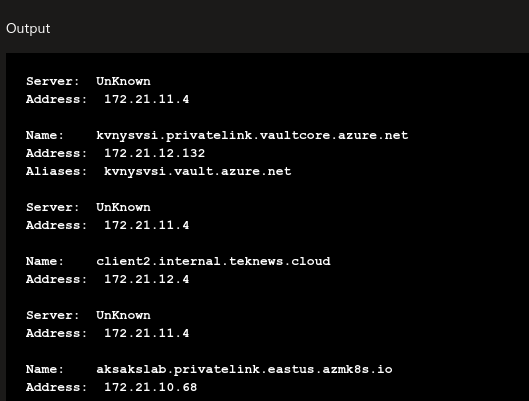 Output
Server:  UnKnown
Address:  172.21.11.4
Name:    kvnysvsi.privatelink.vaultcore.azure.net
Address:  172.21.12.132
Aliases:  kvnysvsi.vault.azure.net
Server:  UnKnown
Address:  172.21.11.4
Name:    client2.internal.teknews.cloud
Address:  172.21.12.4
Server:  UnKnown
Address:  172.21.11.4
Name:    aksakslab.privatelink.eastus.azmk8s.io
Address:  172.21.10.68